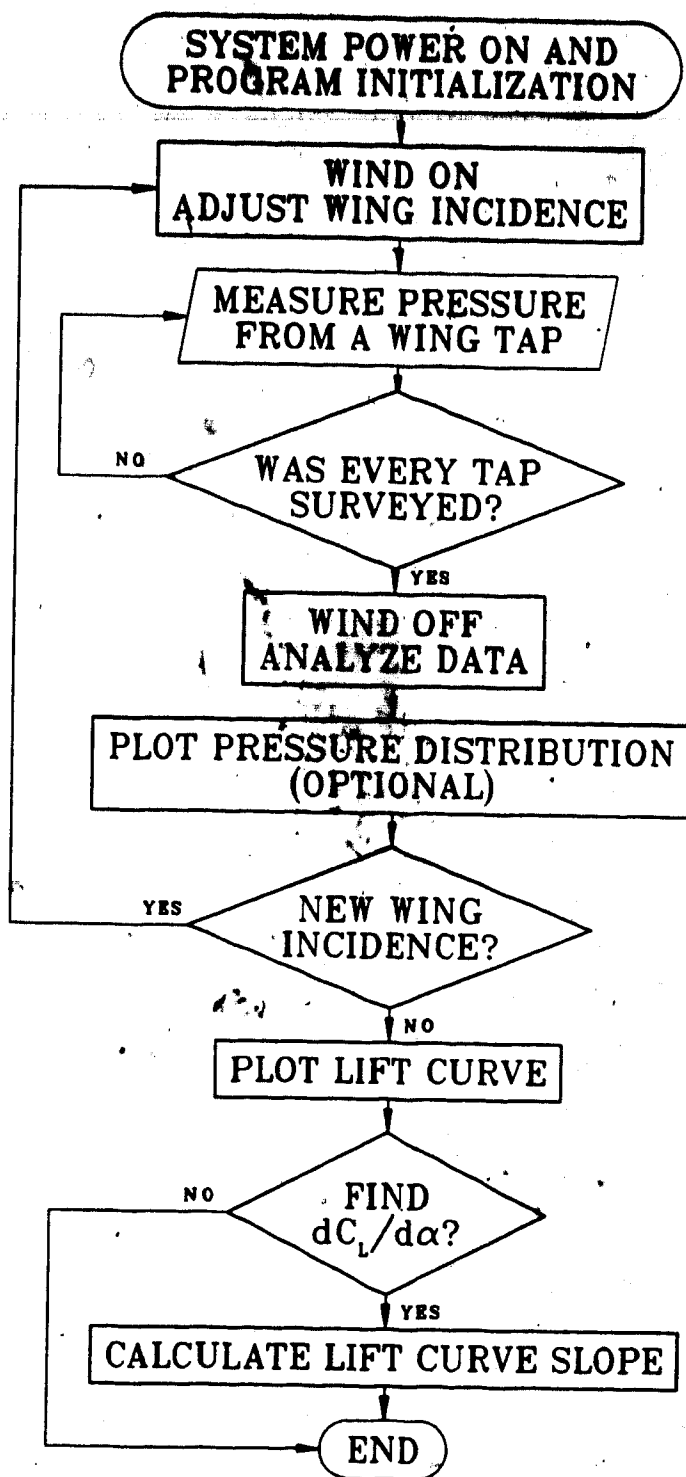 SYSTEM POWER ON AND
PROGRAM INITIALIZATION
WIND ON
ADJUST WING INCIDENCE
MEASURE PRESSURE
FROM A WING TAP
NO
WAS EVERY TAP
SURVEYED?
YES
WIND OFF
ANALYZE DATA
PLOT PRESSURE DISTRIBUTION
(OPTIONAL)
YES
NEW WING
INCIDENCE?
NO
PLOT LIFT CURVE
NO
FIND
dC_L/dα?
YES
CALCULATE LIFT CURVE SLOPE
END